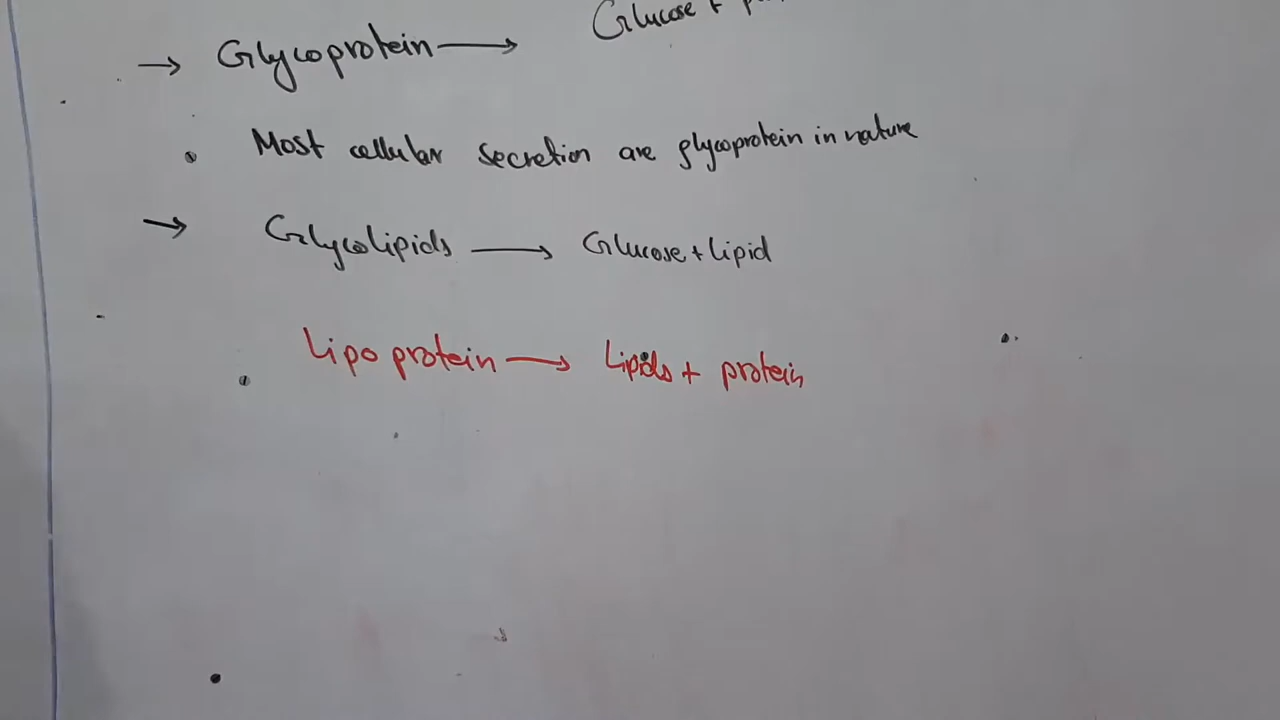 Glucose +
→ Glycoprotein →
• Most cellular secretion are glycoprotein in nature
→ Glycolipids → Glucose + lipid
Lipo protein → Lipids + protein